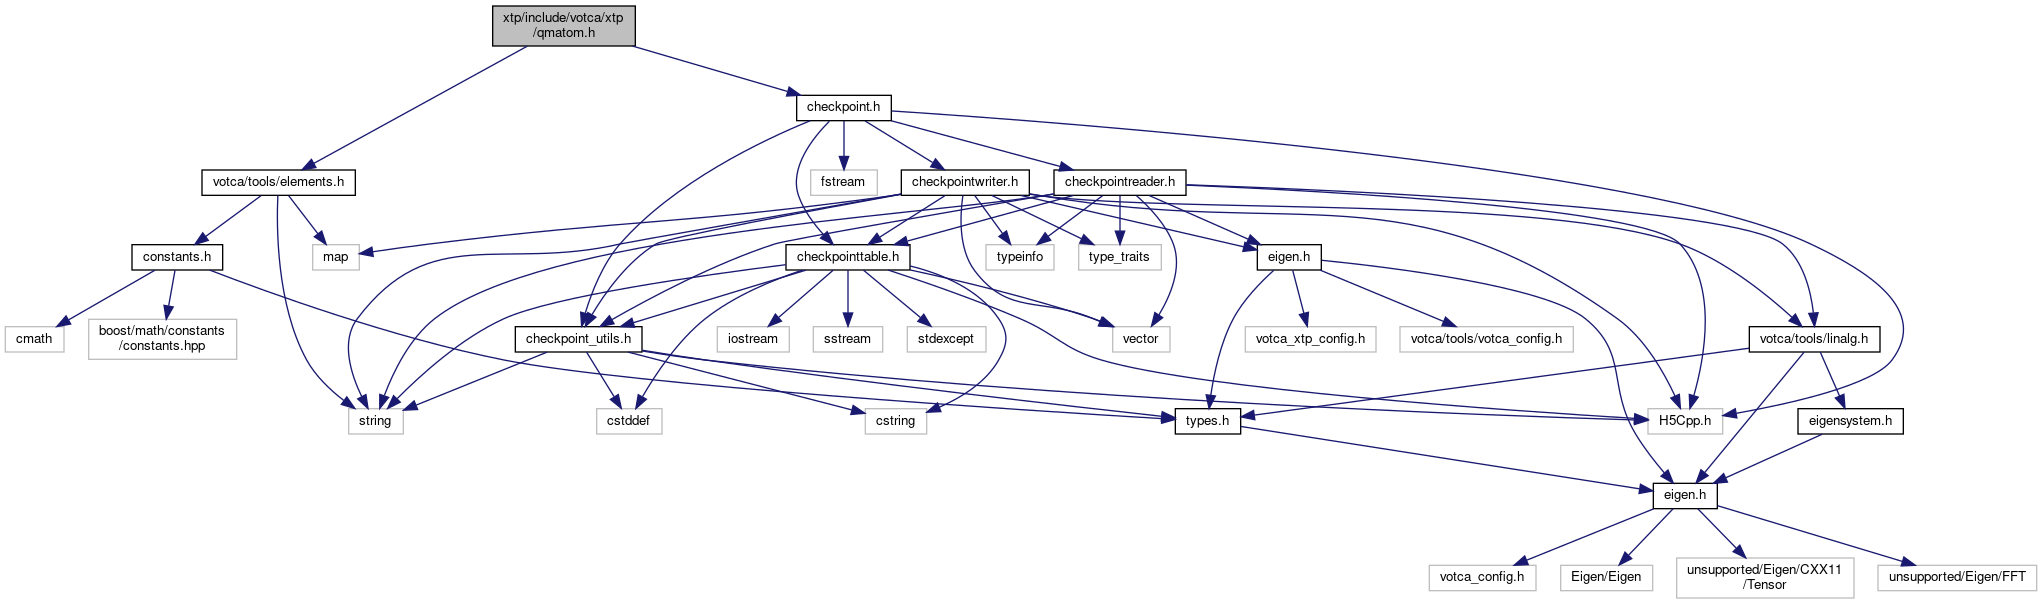 xtp/include/votca/xtp
/qmatom.h
checkpoint.h
votca/tools/elements.h
fstream
checkpointwriter.h
checkpointreader.h
constants.h
map
checkpointtable.h
typeinfo
type_traits
eigen.h
cmath
boost/math/constants
/constants.hpp
checkpoint_utils.h
iostream
sstream
stdexcept
vector
votca_xtp_config.h
votca/tools/votca_config.h
votca/tools/linalg.h
string
cstddef
cstring
types.h
H5Cpp.h
eigensystem.h
eigen.h
votca_config.h
Eigen/Eigen
unsupported/Eigen/CXX11
/Tensor
unsupported/Eigen/FFT